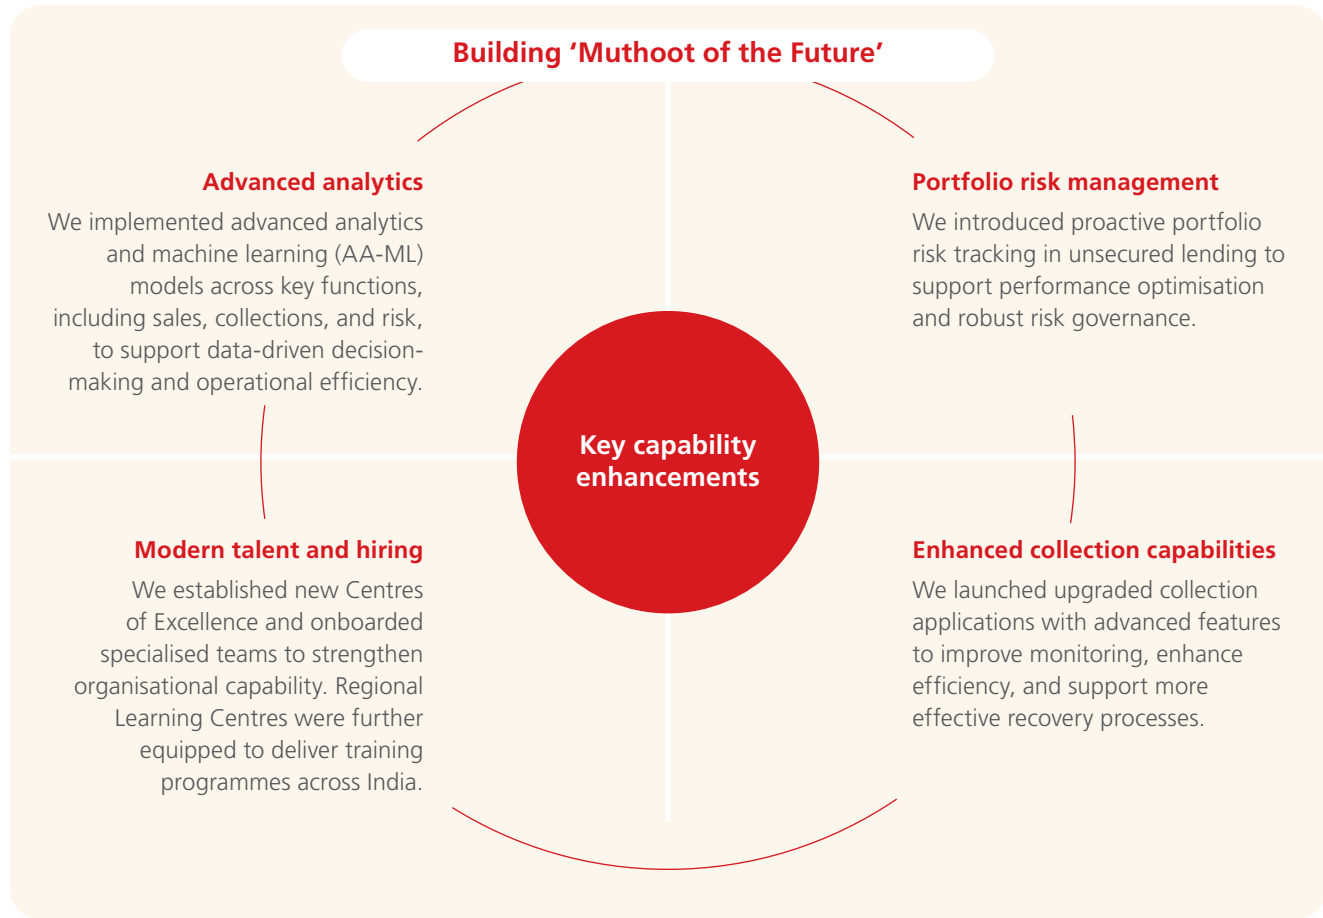 Building ‘Muthoot of the Future’
Advanced analytics
We implemented advanced analytics
and machine learning (AA-ML)
models across key functions,
including sales, collections, and risk,
to support data-driven decision-
making and operational efficiency.
Portfolio risk management
We introduced proactive portfolio
risk tracking in unsecured lending to
support performance optimisation
and robust risk governance.
Key capability
enhancements
Modern talent and hiring
We established new Centres
of Excellence and onboarded
specialised teams to strengthen
organisational capability. Regional
Learning Centres were further
equipped to deliver training
programmes across India.
Enhanced collection capabilities
We launched upgraded collection
applications with advanced features
to improve monitoring, enhance
efficiency, and support more
effective recovery processes.